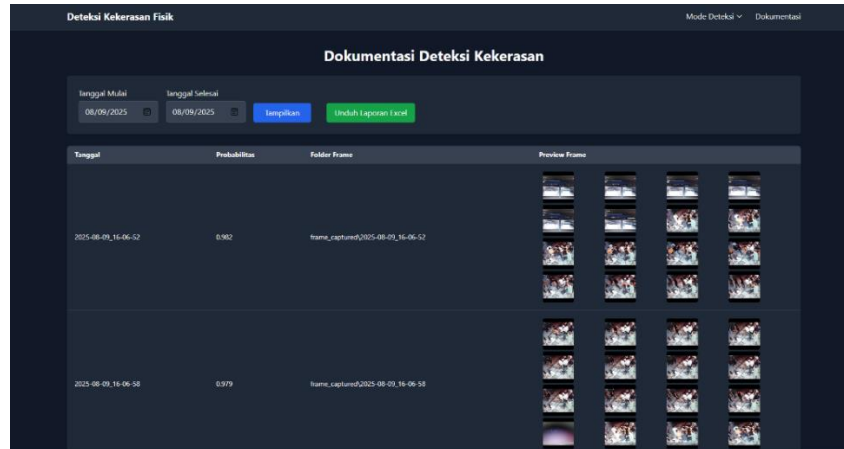 Deteksi Kekerasan Fisik Mode Deteksi Dokumentasi
Dokumentasi Deteksi Kekerasan
Tanggal Mulai Tanggal Selesai
08/09/2025 08/09/2025 Tampilkan Unduh Laporan Excel
Tanggal Probabilitas Folder Frame Preview Frame
2025-08-09_16-06-52 0.982 frame_captured\2025-08-09_16-06-52
2025-08-09_16-06-58 0.979 frame_captured\2025-08-09_16-06-58